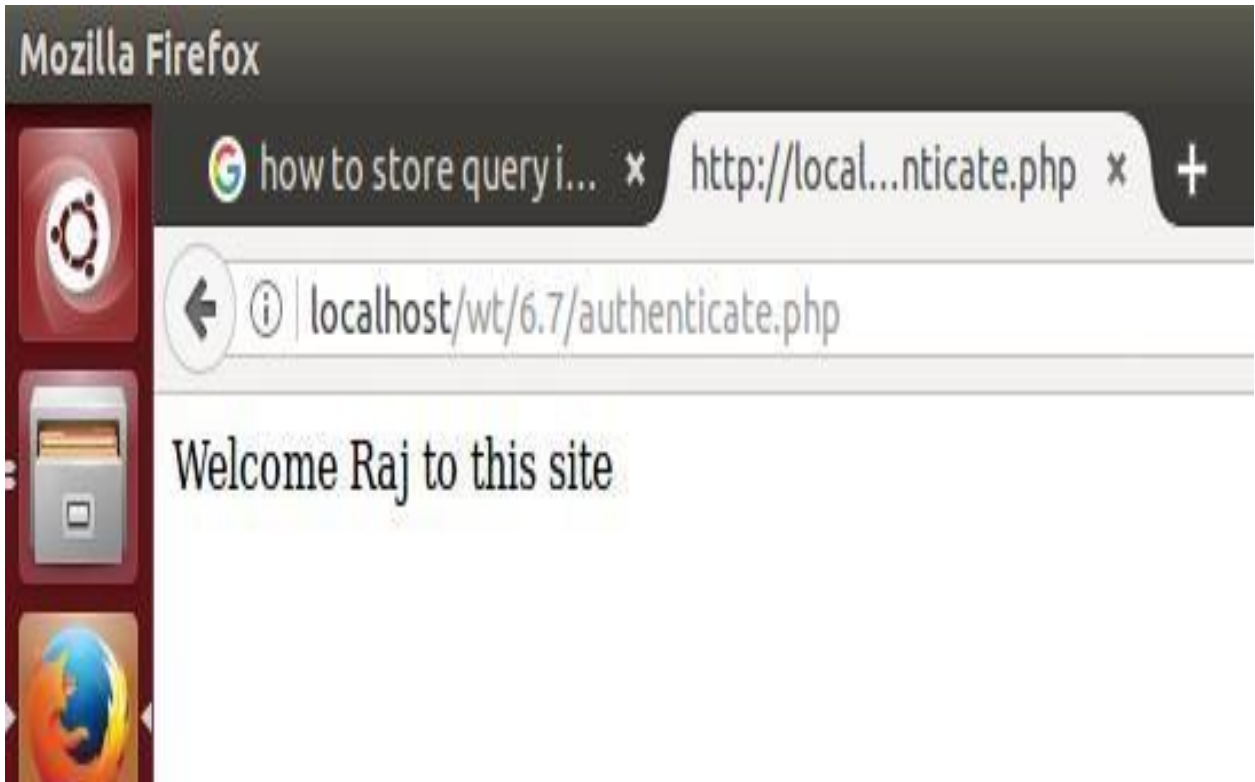 Mozilla Firefox
how to store query i... × http://local...nticate.php × +
localhost/wt/6.7/authenticate.php
Welcome Raj to this site